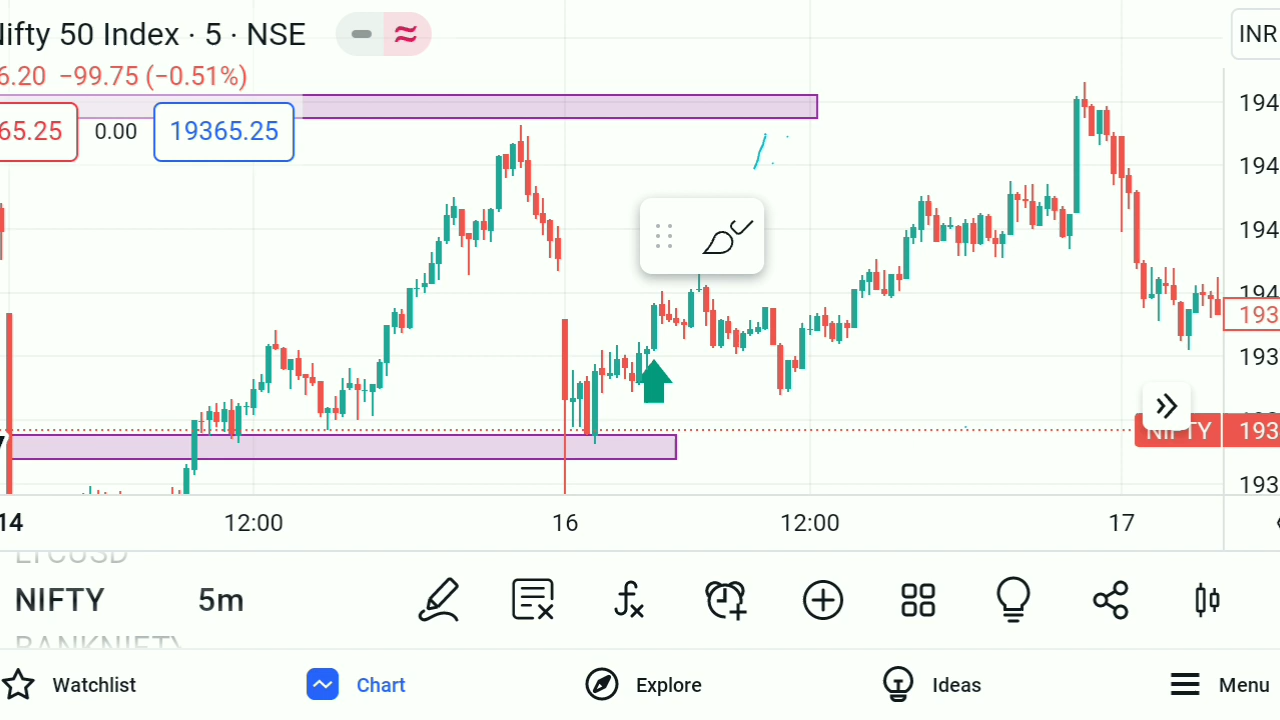 Nifty 50 Index · 5 · NSE
6.20 −99.75 (−0.51%)
65.25 0.00 19365.25
INR
194
194
194
194
193
193
NIFTY 193
193
14 12:00 16 12:00 17
LTCUSD
NIFTY 5m
BANKNIFTY
Watchlist Chart Explore Ideas Menu